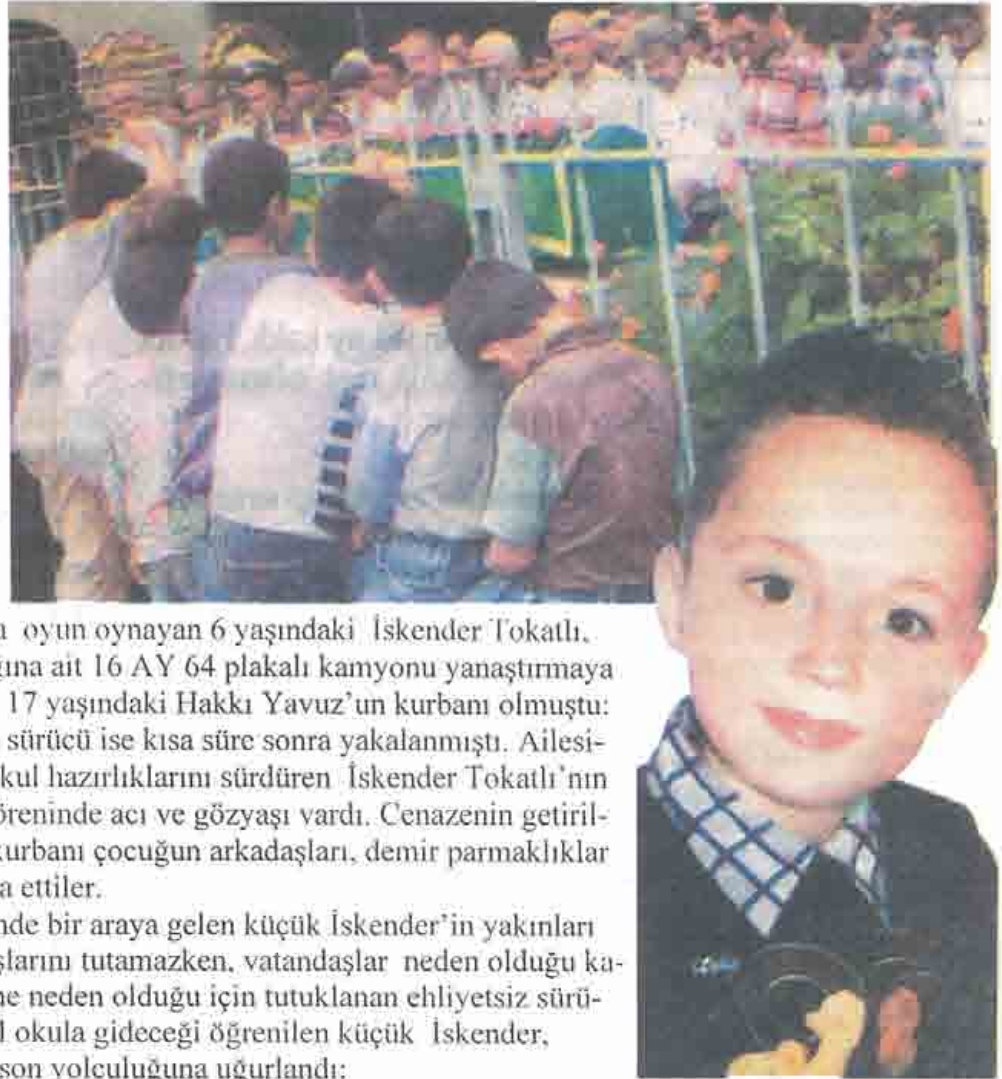 oyun oynayan 6 yaşındaki İskender Tokatlı,
ğına ait 16 AY 64 plakalı kamyonu yanaştırmaya
17 yaşındaki Hakkı Yavuz'un kurbanı olmuştu:
sürücü ise kısa süre sonra yakalanmıştı. Ailesi-
kul hazırlıklarını sürdüren İskender Tokatlı'nın
öreninde acı ve gözyaşı vardı. Cenazenin getiril-
kurbanı çocuğun arkadaşları, demir parmaklıklar
a ettiler.
nde bir araya gelen küçük İskender'in yakınları
şlarını tutamazken, vatandaşlar neden olduğu ka-
ne neden olduğu için tutuklanan ehliyetsiz sürü-
l okula gideceği öğrenilen küçük İskender,
son yolculuğuna uğurlandı: